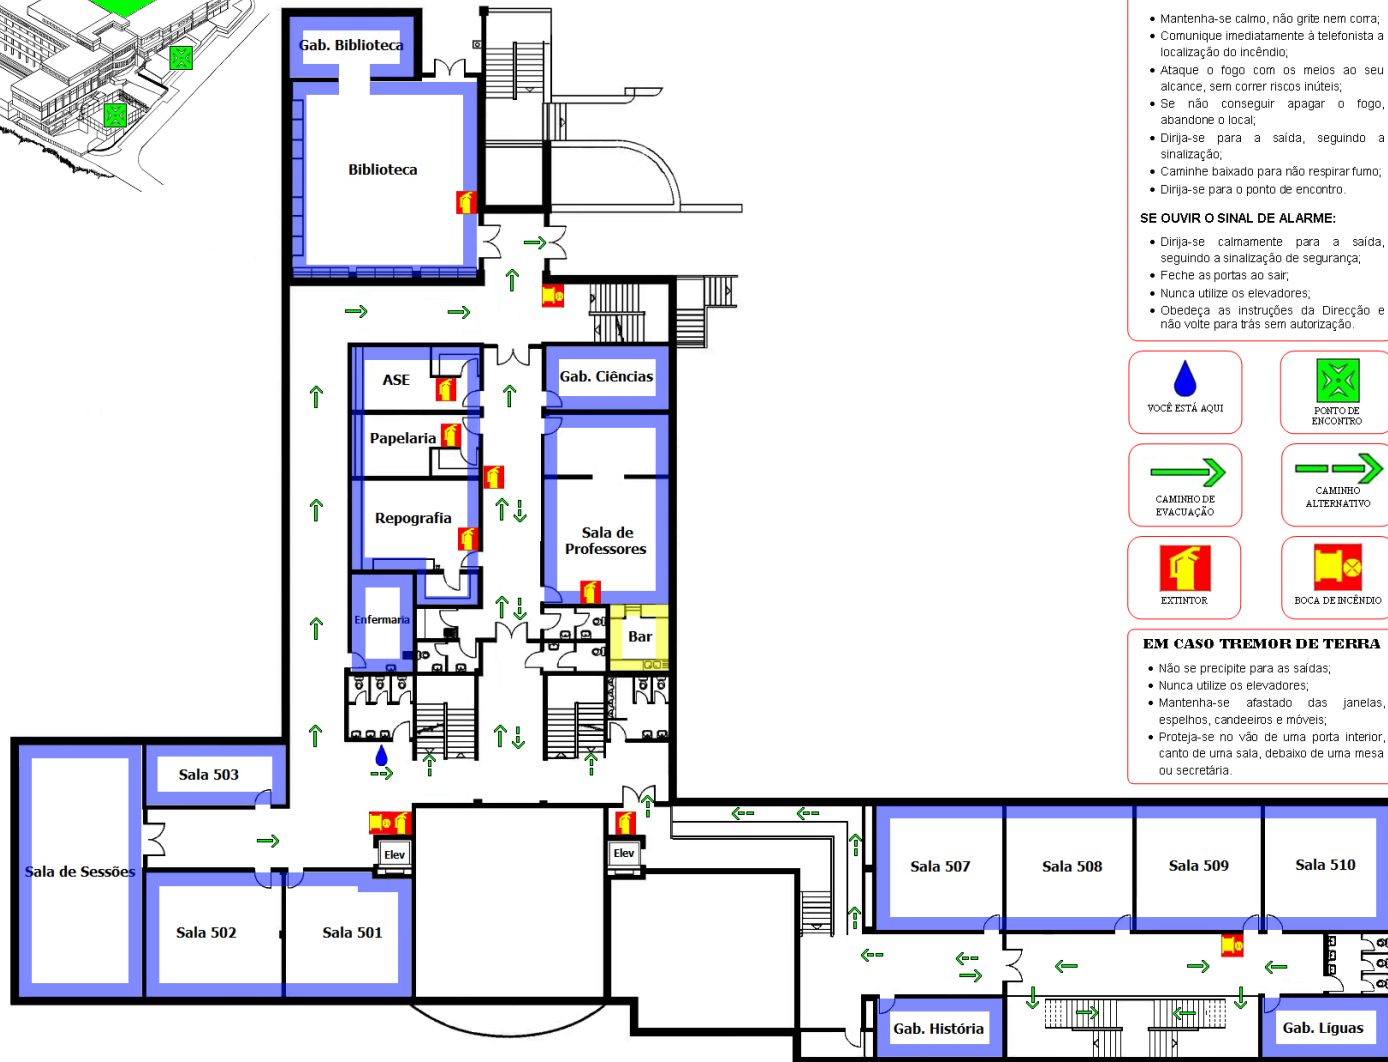 • Mantenha-se calmo, não grite nem corra;
• Comunique imediatamente à telefonista a
localização do incêndio;
• Ataque o fogo com os meios ao seu
alcance, sem correr riscos inúteis;
• Se não conseguir apagar o fogo,
abandone o local;
• Dirija-se para a saída, seguindo a
sinalização;
• Caminhe baixado para não respirar fumo;
• Dirija-se para o ponto de encontro.
SE OUVIR O SINAL DE ALARME:
• Dirija-se calmamente para a saída,
seguindo a sinalização de segurança;
• Feche as portas ao sair;
• Nunca utilize os elevadores;
• Obedeça as instruções da Direcção e
não volte para trás sem autorização.
VOCÊ ESTÁ AQUI
PONTO DE
ENCONTRO
CAMINHO DE
EVACUAÇÃO
CAMINHO
ALTERNATIVO
EXTINTOR
BOCA DE INCÊNDIO
EM CASO TREMOR DE TERRA
• Não se precipite para as saídas;
• Nunca utilize os elevadores;
• Mantenha-se afastado das janelas,
espelhos, candeeiros e móveis;
• Proteja-se no vão de uma porta interior,
canto de uma sala, debaixo de uma mesa
ou secretária.
Gab. Biblioteca
Biblioteca
ASE
Gab. Ciências
Papelaria
Repografia
Sala de
Professores
Enfermaria
Bar
Sala 503
Sala de Sessões
Elev
Elev
Sala 502
Sala 501
Sala 507
Sala 508
Sala 509
Sala 510
Gab. História
Gab. Líguas